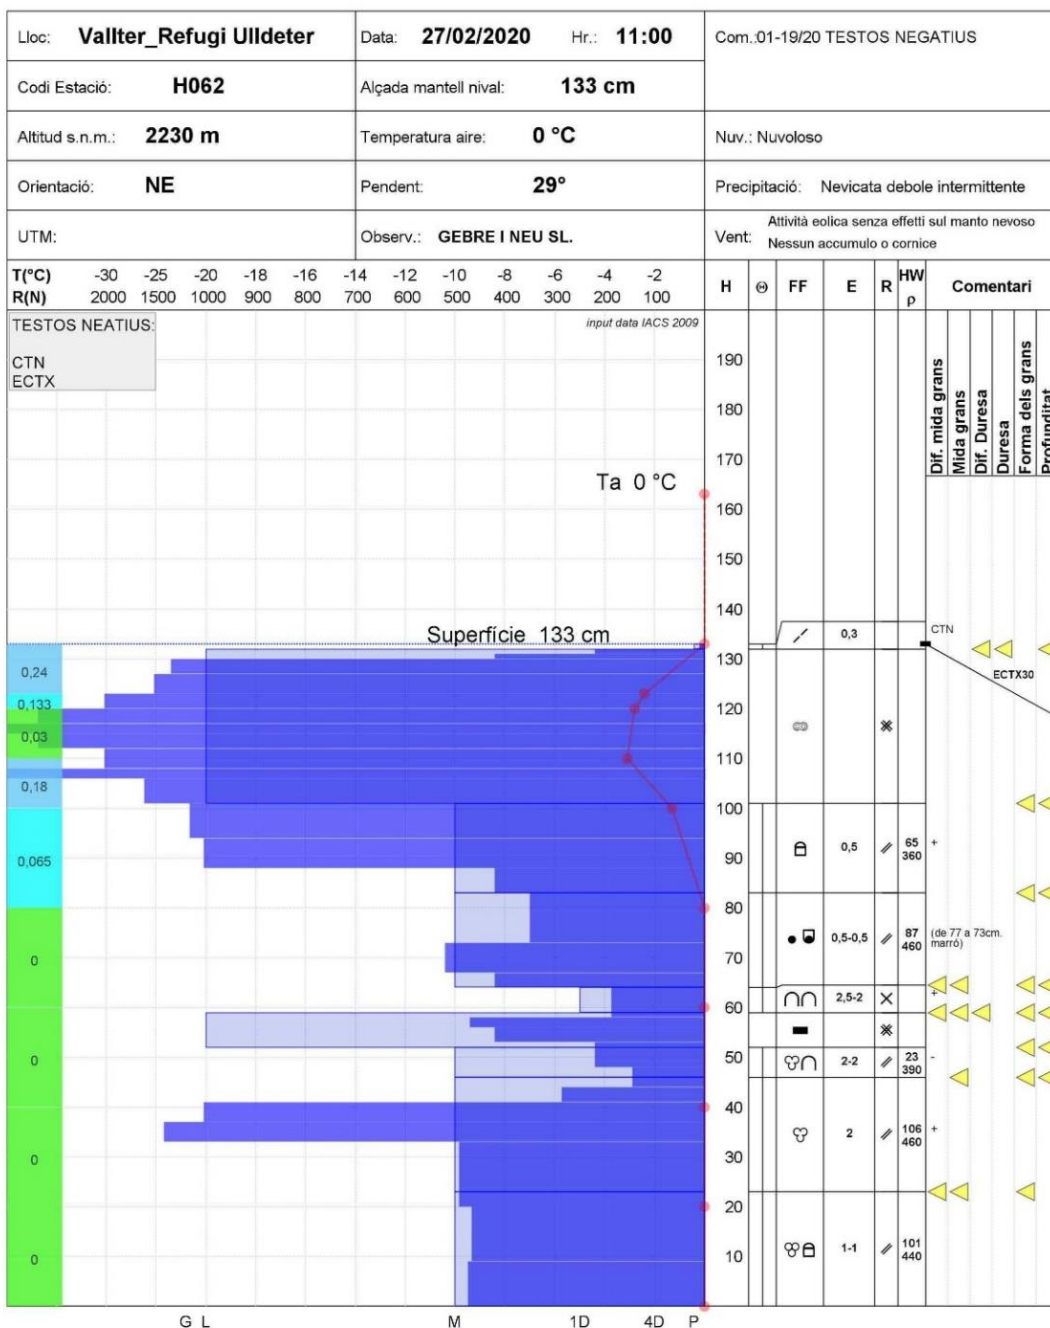 Lloc: Vallter_Refugi Ulldeter
Data: 27/02/2020 Hr.: 11:00
Com.:01-19/20 TESTOS NEGATIUS
Codi Estació: H062
Alçada mantell nival: 133 cm
Altitud s.n.m.: 2230 m
Temperatura aire: 0 °C
Nuv.: Nuvoloso
Orientació: NE
Pendent: 29°
Precipitació: Nevicata debole intermittente
UTM:
Observ.: GEBRE I NEU SL.
Vent: Attività eolica senza effetti sul manto nevoso
Nessun accumulo o cornice
T(°C) -30 -25 -20 -18 -16 -14 -12 -10 -8 -6 -4 -2
R(N) 2000 1500 1000 900 800 700 600 500 400 300 200 100
H Θ FF E R HW ρ Comentari
TESTOS NEATIUS:
CTN
ECTX
input data IACS 2009
Dif. mida grans
Mida grans
Dif. Duresa
Duresa
Forma dels grans
Profunditat
190
180
170
Ta 0 °C
160
150
140
Superfície 133 cm
0,3
CTN
130
ECTX30
0,24
0,133
120
0,03
110
0,18
100
0,065
90
0,5
65
360
+
80
0
70
0,5-0,5
87
460
(de 77 a 73cm.
marró)
60
2,5-2
+
0
50
2-2
23
390
-
40
0
30
2
106
460
+
20
0
10
1-1
101
440
G L M 1D 4D P